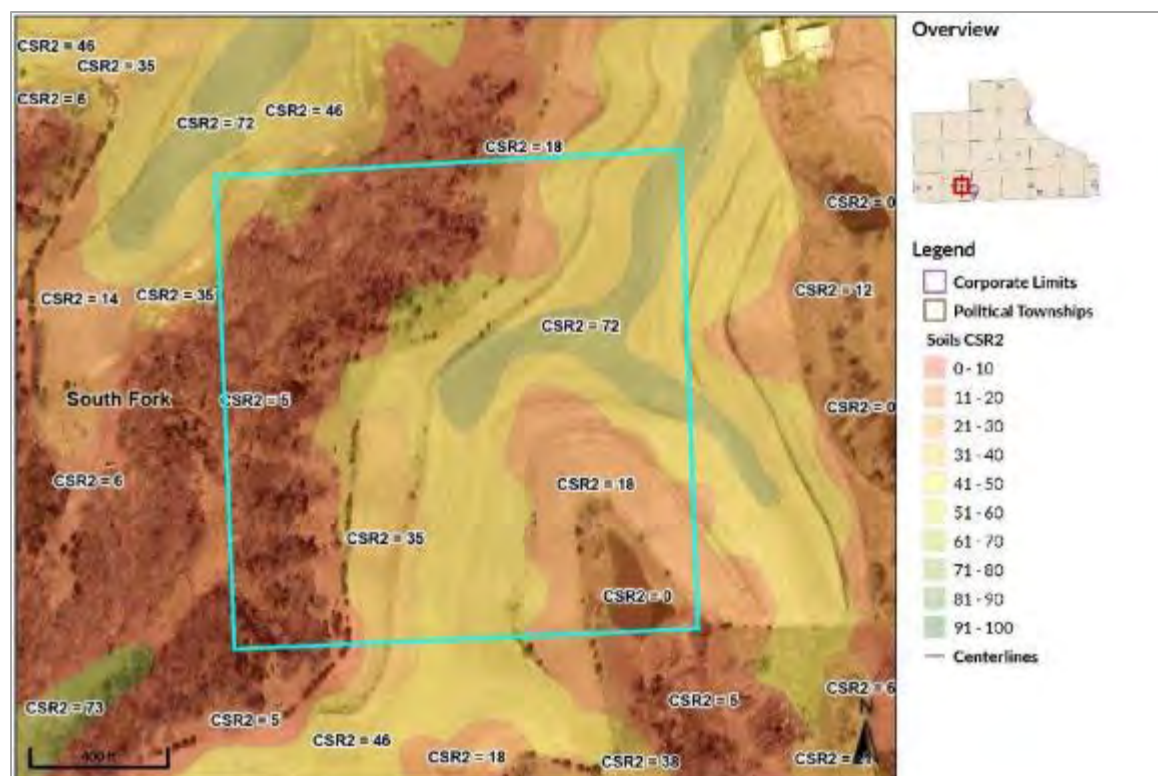 CSR2 = 46
CSR2 = 35
CSR2 = 6
CSR2 = 46
CSR2 = 72
CSR2 = 18
CSR2 = 0
CSR2 = 14
CSR2 = 35
CSR2 = 12
CSR2 = 72
South Fork
CSR2 = 5
CSR2 = 0
CSR2 = 6
CSR2 = 18
CSR2 = 35
CSR2 = 0
CSR2 = 73
CSR2 = 5
CSR2 = 5
CSR2 = 6
CSR2 = 46
CSR2 = 18
CSR2 = 38
CSR2 =
400 ft
N
Overview
Legend
Corporate Limits
Political Townships
Soils CSR2
0 - 10
11 - 20
21 - 30
31 - 40
41 - 50
51 - 60
61 - 70
71 - 80
81 - 90
91 - 100
Centerlines